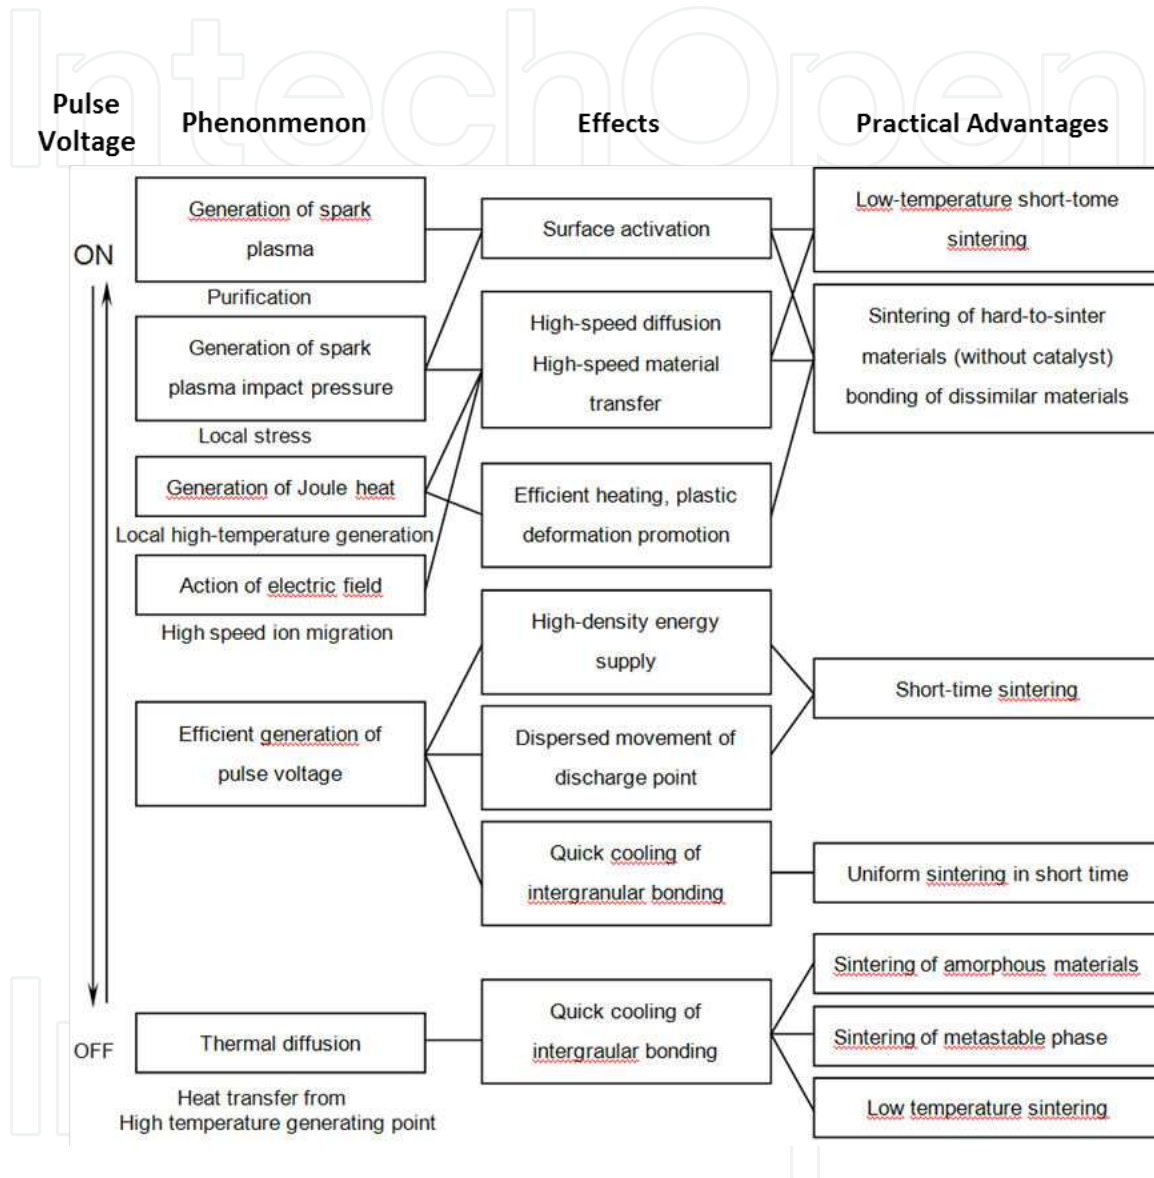 IntechOpen
Pulse
Voltage
Phenonmenon
Effects
Practical Advantages
ON
Generation of spark
plasma
Purification
Generation of spark
plasma impact pressure
Local stress
Generation of Joule heat
Local high-temperature generation
Action of electric field
High speed ion migration
Efficient generation of
pulse voltage
OFF
Thermal diffusion
Heat transfer from
High temperature generating point
Surface activation
High-speed diffusion
High-speed material
transfer
Efficient heating, plastic
deformation promotion
High-density energy
supply
Dispersed movement of
discharge point
Quick cooling of
intergranular bonding
Quick cooling of
intergraular bonding
Low-temperature short-tome
sintering
Sintering of hard-to-sinter
materials (without catalyst)
bonding of dissimilar materials
Short-time sintering
Uniform sintering in short time
Sintering of amorphous materials
Sintering of metastable phase
Low temperature sintering